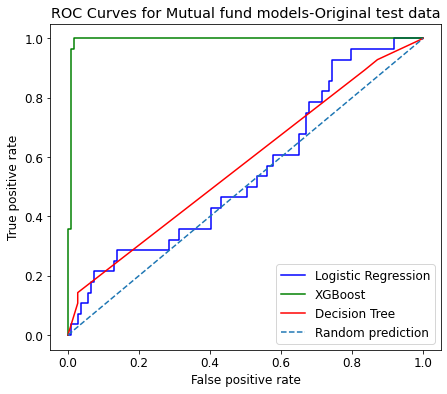 ROC Curves for Mutual fund models-Original test data
1.0
0.8
0.6
0.4
0.2
0.0
True positive rate
Logistic Regression
XGBoost
Decision Tree
Random prediction
0.0 0.2 0.4 0.6 0.8 1.0
False positive rate